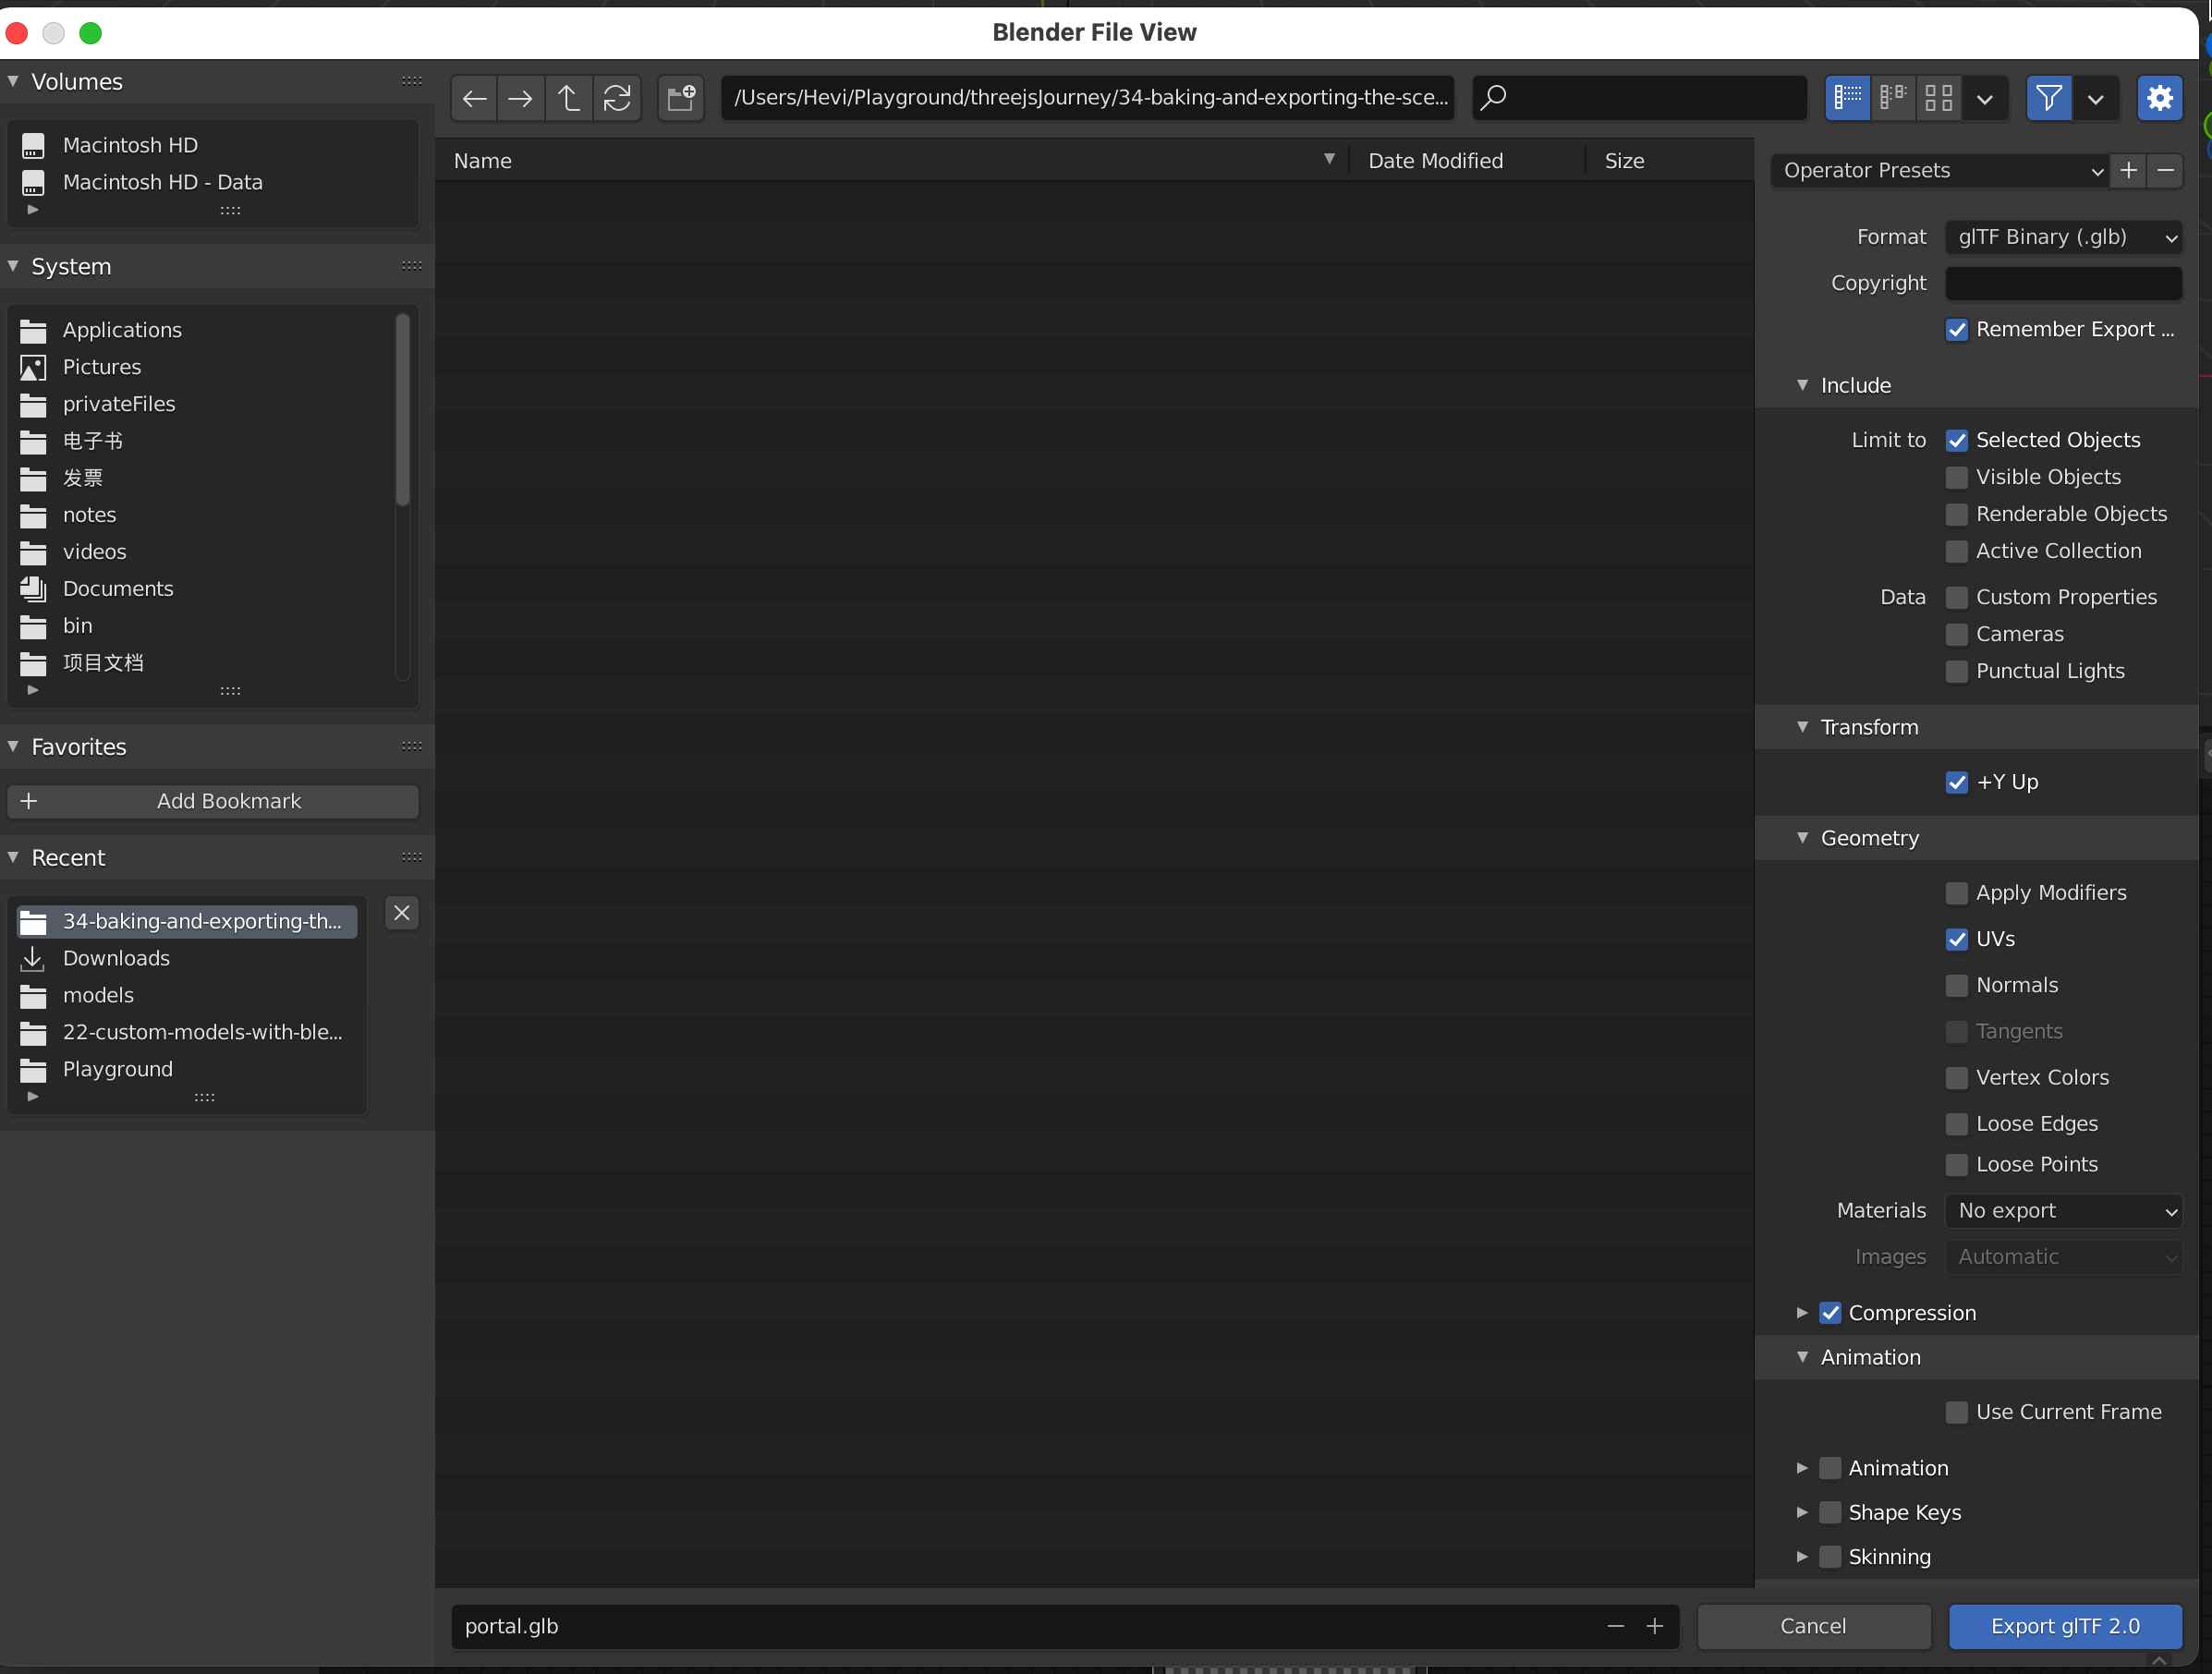 Blender File View
Volumes
Macintosh HD
Macintosh HD - Data
System
Applications
Pictures
privateFiles
电子书
发票
notes
videos
Documents
bin
项目文档
Favorites
Add Bookmark
Recent
34-baking-and-exporting-th...
Downloads
models
22-custom-models-with-ble...
Playground
/Users/Hevi/Playground/threejsJourney/34-baking-and-exporting-the-sce...
Name Date Modified Size
portal.glb
Operator Presets
Format glTF Binary (.glb)
Copyright
Remember Export ...
Include
Limit to Selected Objects
Visible Objects
Renderable Objects
Active Collection
Data Custom Properties
Cameras
Punctual Lights
Transform
+Y Up
Geometry
Apply Modifiers
UVs
Normals
Tangents
Vertex Colors
Loose Edges
Loose Points
Materials No export
Images Automatic
Compression
Animation
Use Current Frame
Animation
Shape Keys
Skinning
Cancel Export glTF 2.0